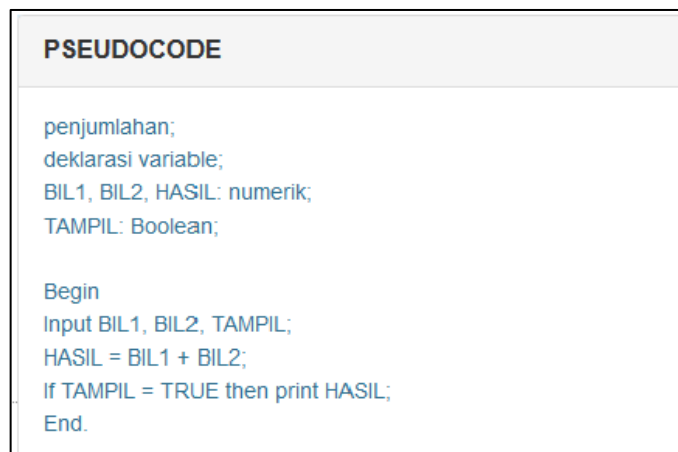 PSEUDOCODE
penjumlahan;
deklarasi variable;
BIL1, BIL2, HASIL: numerik;
TAMPIL: Boolean;
Begin
Input BIL1, BIL2, TAMPIL;
HASIL = BIL1 + BIL2;
If TAMPIL = TRUE then print HASIL;
End.